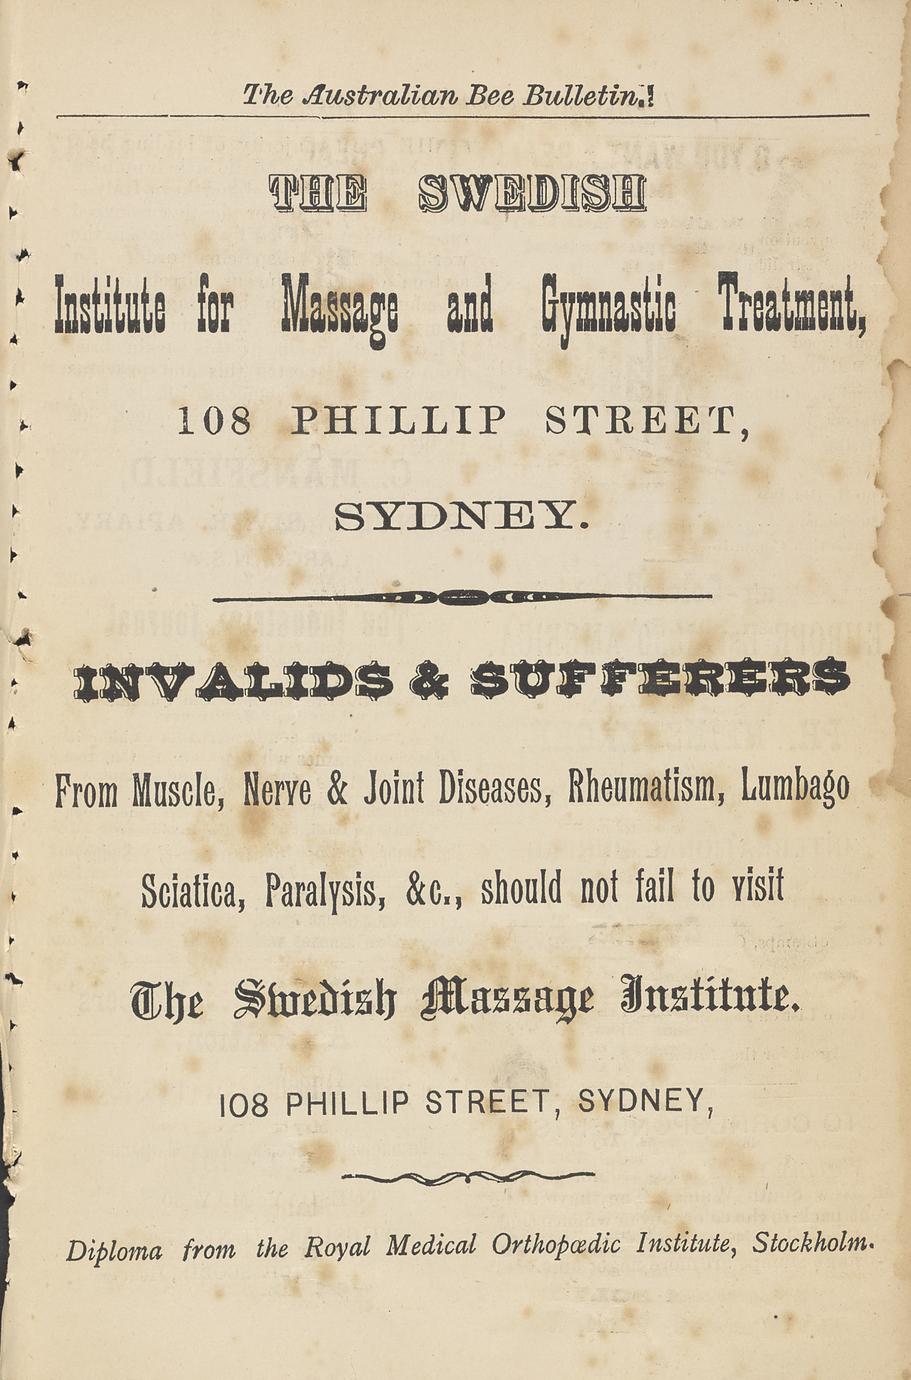 The Australian Bee Bulletin.!
THE SWEDISH
Institute for Massage and Gymnastic Treatment,
108 PHILLIP STREET,
SYDNEY.
INVALIDS & SUFFERERS
From Muscle, Nerve & Joint Diseases, Rheumatism, Lumbago
Sciatica, Paralysis, &c., should not fail to visit
The Swedish Massage Institute.
108 PHILLIP STREET, SYDNEY,
Diploma from the Royal Medical Orthopœdic Institute, Stockholm.